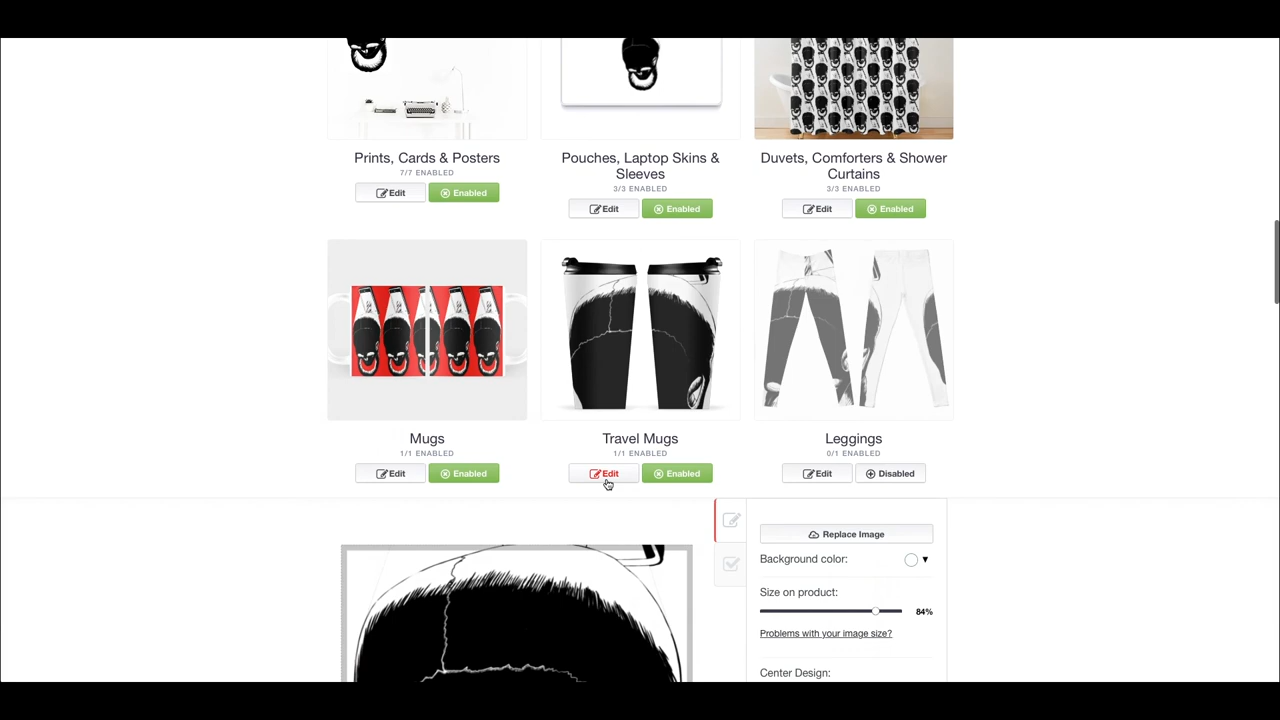 Prints, Cards & Posters
7/7 ENABLED
Edit
Enabled
Pouches, Laptop Skins &
Sleeves
3/3 ENABLED
Edit
Enabled
Duvets, Comforters & Shower
Curtains
3/3 ENABLED
Edit
Enabled
Mugs
1/1 ENABLED
Edit
Enabled
Travel Mugs
1/1 ENABLED
Edit
Enabled
Leggings
0/1 ENABLED
Edit
Disabled
Replace Image
Background color:
Size on product:
84%
Problems with your image size?
Center Design: